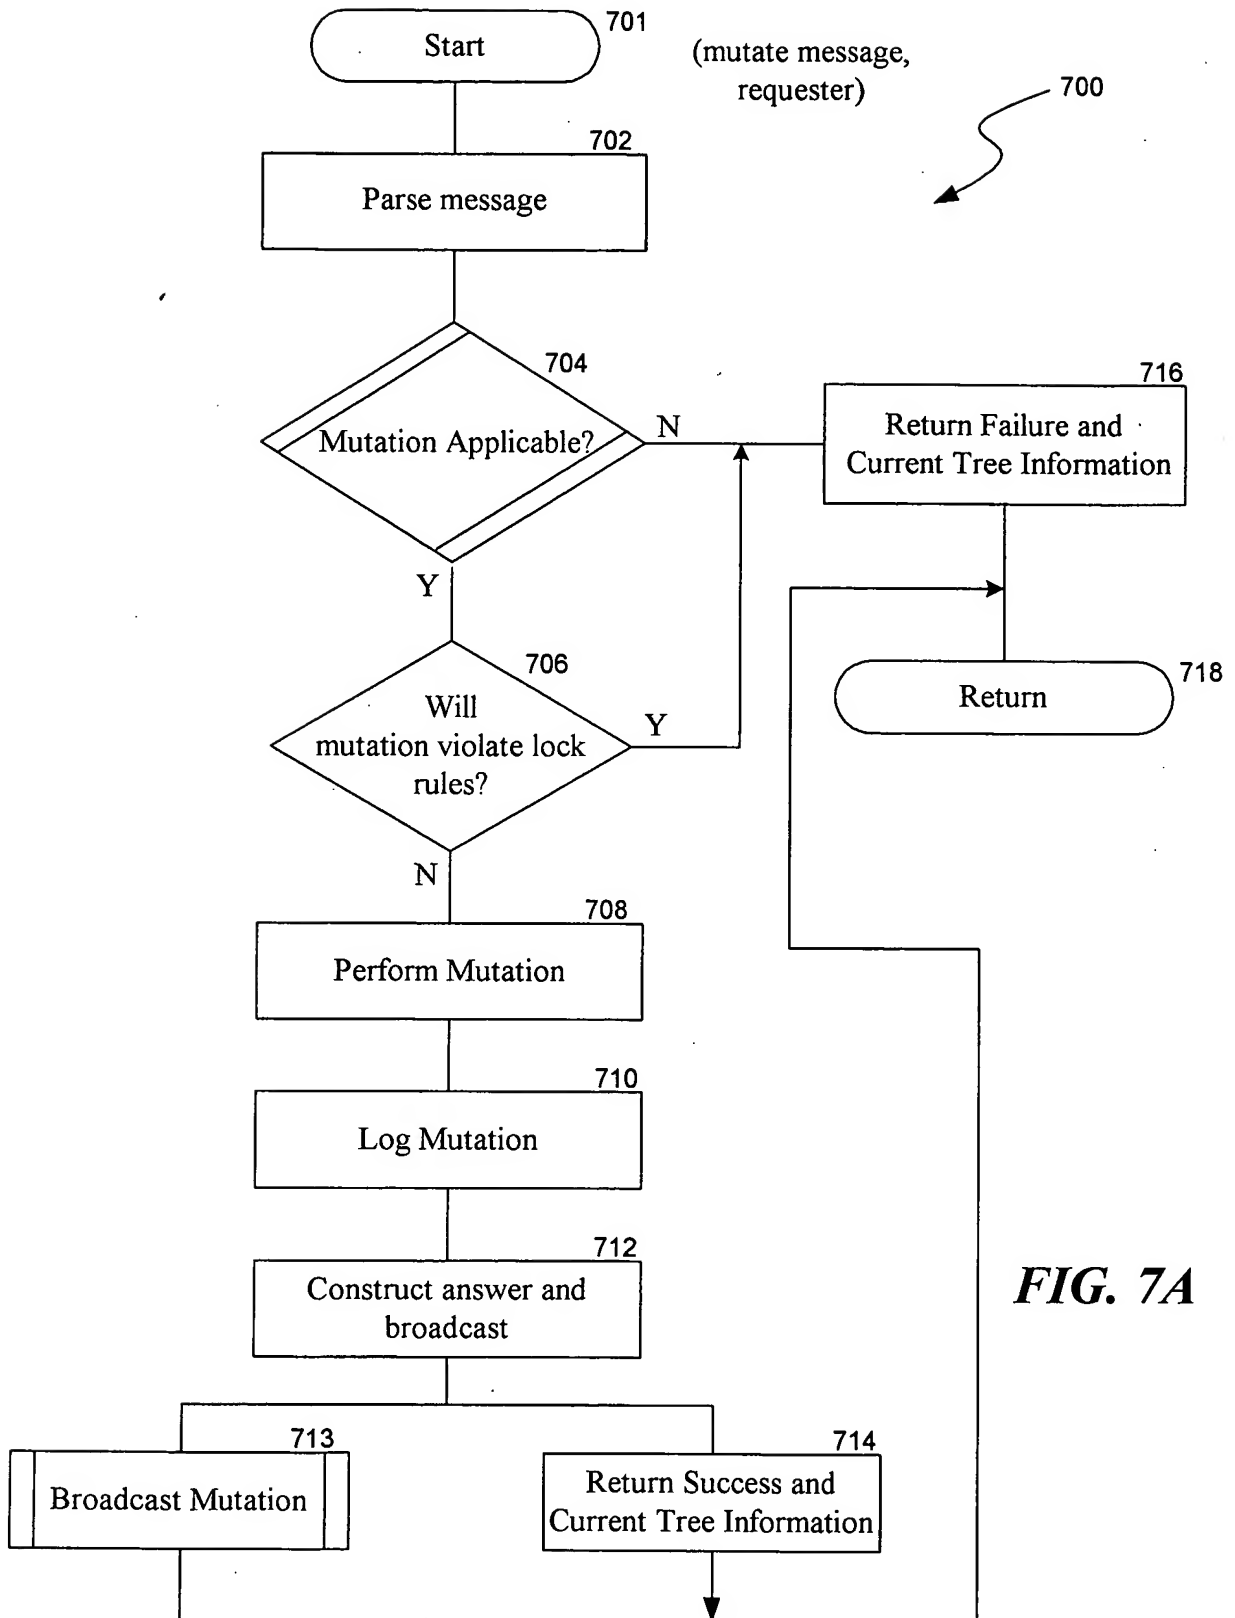 Start
701
(mutate message,
requester)
700
702
Parse message
704
Mutation Applicable?
N
Y
716
Return Failure and
Current Tree Information
706
Will
mutation violate lock
rules?
Y
N
718
Return
708
Perform Mutation
710
Log Mutation
712
Construct answer and
broadcast
FIG. 7A
713
Broadcast Mutation
714
Return Success and
Current Tree Information